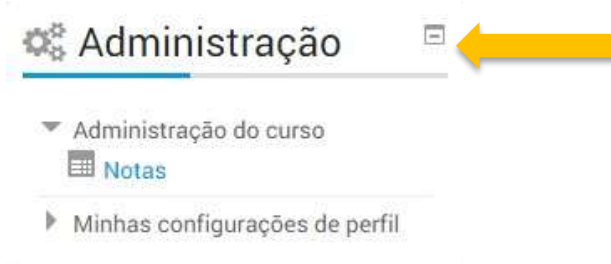 Administração
Administração do curso
Notas
Minhas configurações de perfil